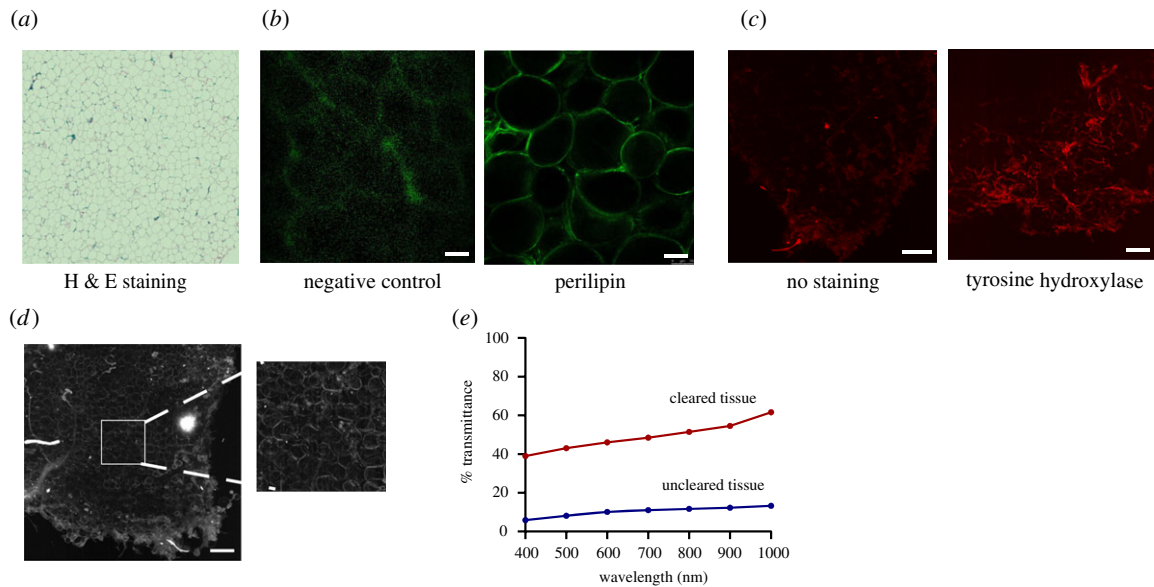 (a)
(b)
(c)
H & E staining
negative control
perilipin
no staining
tyrosine hydroxylase
(d)
(e)
100
80
60
40
20
0
% transmittance
cleared tissue
uncleared tissue
400 500 600 700 800 900 1000
wavelength (nm)